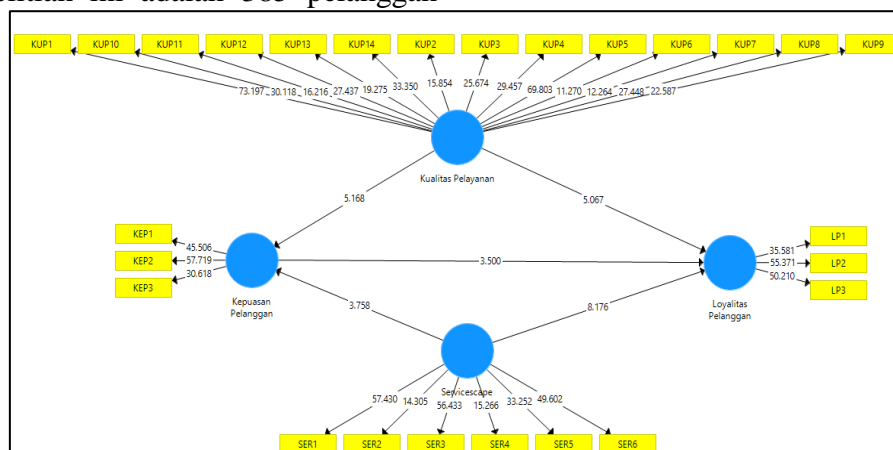 ini adalah 385 pelanggan
KUP1 KUP10 KUP11 KUP12 KUP13 KUP14 KUP2 KUP3 KUP4 KUP5 KUP6 KUP7 KUP8 KUP9
73.197 30.118 16.216 27.437 19.275 33.350 15.854 25.674 29.457 69.803 11.270 12.264 27.448 22.587
Kualitas Pelayanan
5.168 5.067
KEP1
45.506
KEP2
57.719
KEP3
30.618
Kepuasan
Pelanggan
3.500
LP1
35.581
LP2
55.371
LP3
50.210
Loyalitas
Pelanggan
3.758 8.176
Servicescape
57.430 14.305 56.433 15.266 33.252 49.602
SER1 SER2 SER3 SER4 SER5 SER6